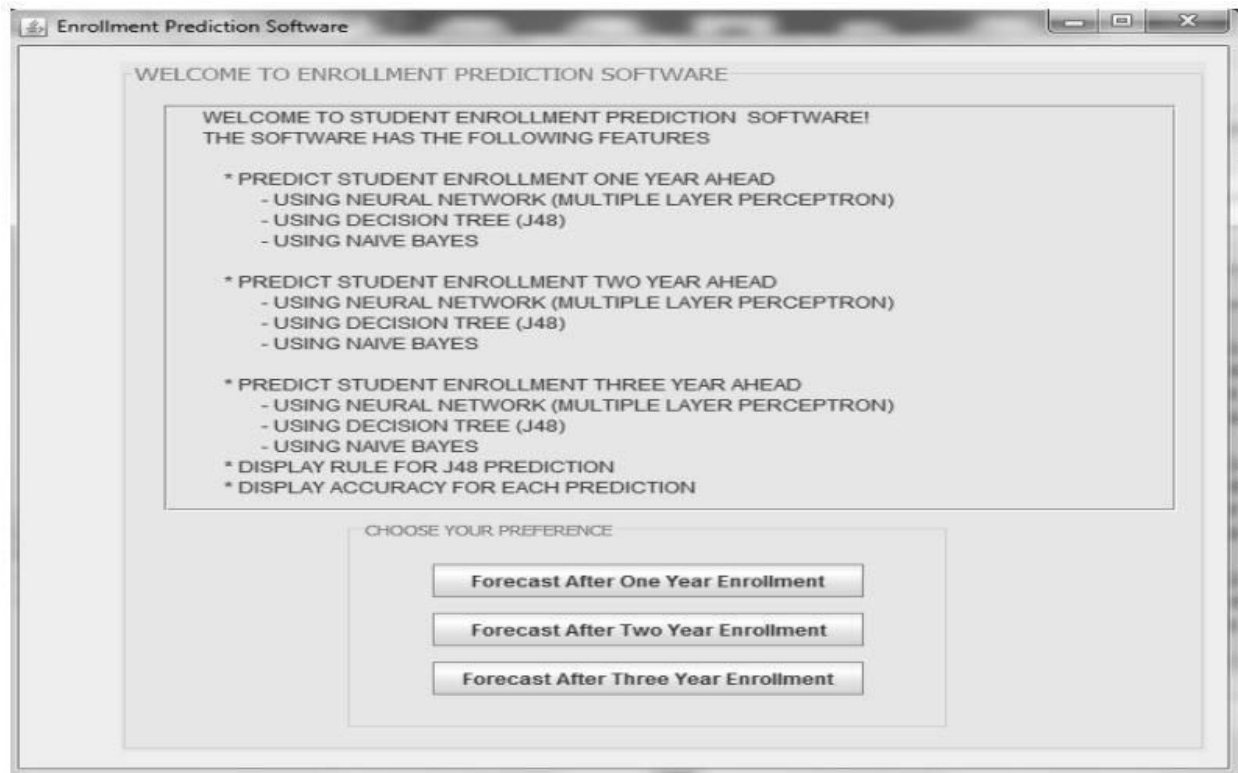 Enrollment Prediction Software
WELCOME TO ENROLLMENT PREDICTION SOFTWARE
WELCOME TO STUDENT ENROLLMENT PREDICTION SOFTWARE!
THE SOFTWARE HAS THE FOLLOWING FEATURES
* PREDICT STUDENT ENROLLMENT ONE YEAR AHEAD
- USING NEURAL NETWORK (MULTIPLE LAYER PERCEPTRON)
- USING DECISION TREE (J48)
- USING NAIVE BAYES
* PREDICT STUDENT ENROLLMENT TWO YEAR AHEAD
- USING NEURAL NETWORK (MULTIPLE LAYER PERCEPTRON)
- USING DECISION TREE (J48)
- USING NAIVE BAYES
* PREDICT STUDENT ENROLLMENT THREE YEAR AHEAD
- USING NEURAL NETWORK (MULTIPLE LAYER PERCEPTRON)
- USING DECISION TREE (J48)
- USING NAIVE BAYES
* DISPLAY RULE FOR J48 PREDICTION
* DISPLAY ACCURACY FOR EACH PREDICTION
CHOOSE YOUR PREFERENCE
Forecast After One Year Enrollment
Forecast After Two Year Enrollment
Forecast After Three Year Enrollment